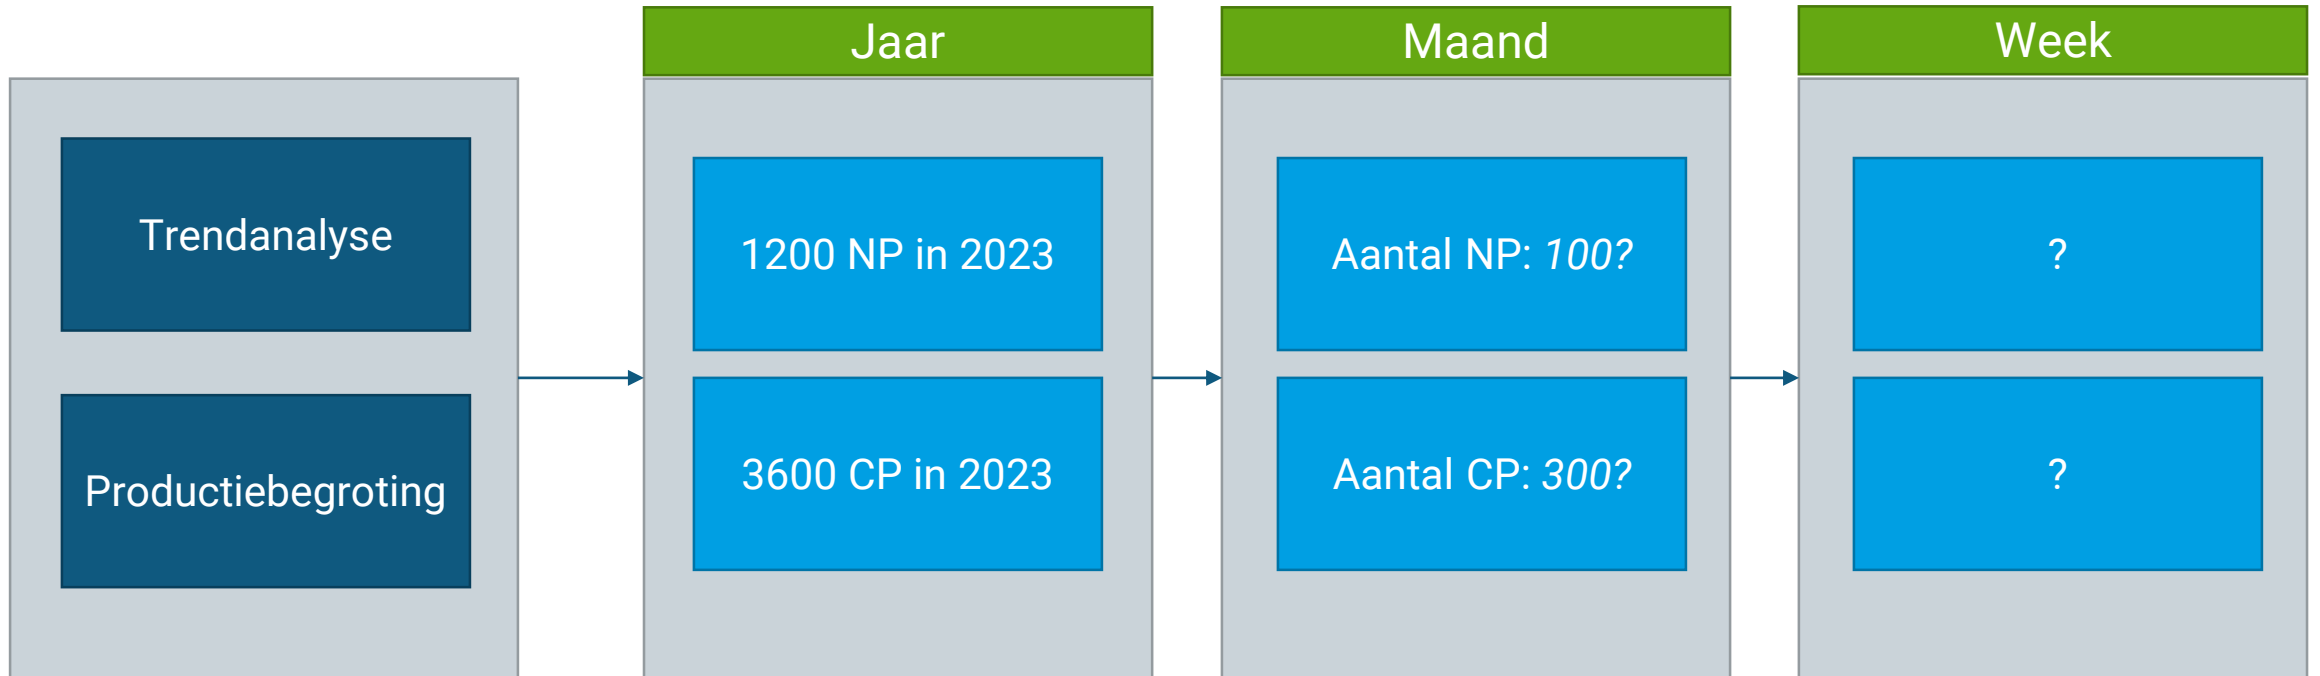 Jaar
Maand
Week
Trendanalyse
Productiebegroting
1200 NP in 2023
3600 CP in 2023
Aantal NP: 100?
Aantal CP: 300?
?
?